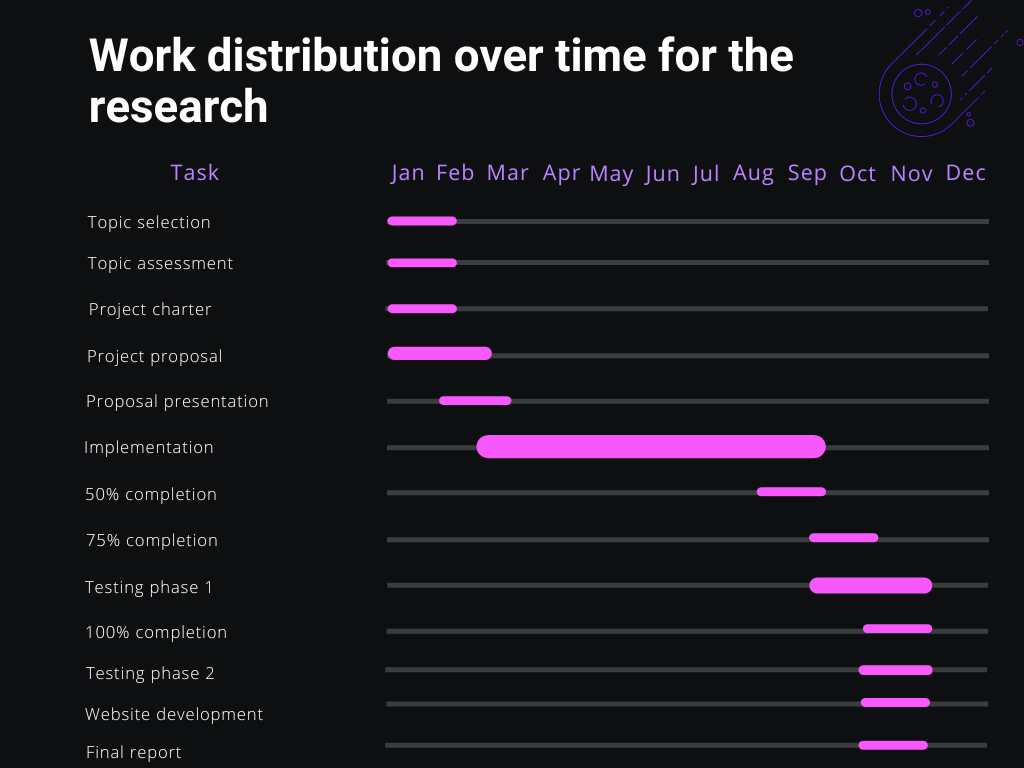 Work distribution over time for the
research
Task Jan Feb Mar Apr May Jun Jul Aug Sep Oct Nov Dec
Topic selection
Topic assessment
Project charter
Project proposal
Proposal presentation
Implementation
50% completion
75% completion
Testing phase 1
100% completion
Testing phase 2
Website development
Final report